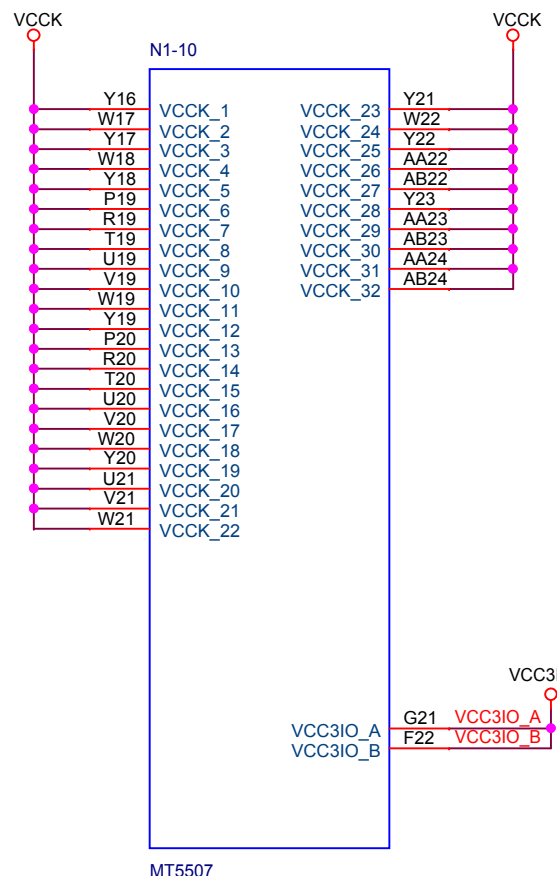 VCCK
VCCK
N1-10
Y16 VCCK_1
W17 VCCK_2
Y17 VCCK_3
W18 VCCK_4
Y18 VCCK_5
P19 VCCK_6
R19 VCCK_7
T19 VCCK_8
U19 VCCK_9
V19 VCCK_10
W19 VCCK_11
Y19 VCCK_12
P20 VCCK_13
R20 VCCK_14
T20 VCCK_15
U20 VCCK_16
V20 VCCK_17
W20 VCCK_18
Y20 VCCK_19
U21 VCCK_20
V21 VCCK_21
W21 VCCK_22
VCCK_23 Y21
VCCK_24 W22
VCCK_25 Y22
VCCK_26 AA22
VCCK_27 AB22
VCCK_28 Y23
VCCK_29 AA23
VCCK_30 AB23
VCCK_31 AA24
VCCK_32 AB24
VCC3IO_A G21 VCC3IO_A
VCC3IO_B F22 VCC3IO_B
MT5507